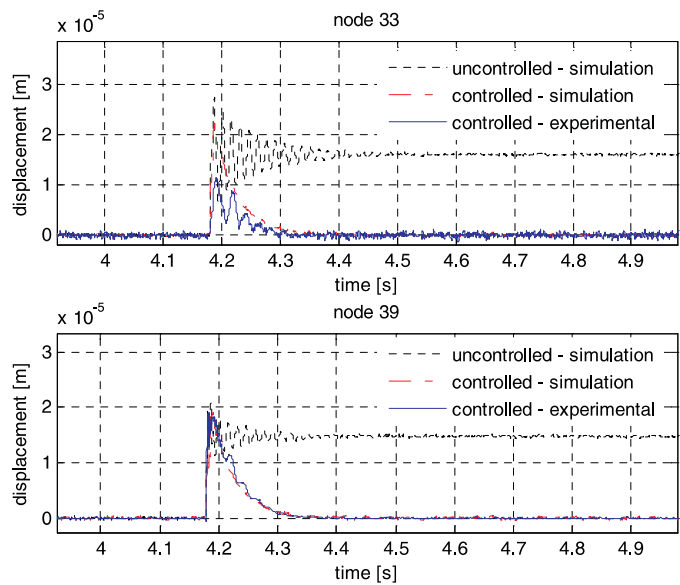 node 33
x 10⁻⁵
3
2
1
0
displacement [m]
uncontrolled - simulation
controlled - simulation
controlled - experimental
4 4.1 4.2 4.3 4.4 4.5 4.6 4.7 4.8 4.9
time [s]
node 39
x 10⁻⁵
3
2
1
0
displacement [m]
uncontrolled - simulation
controlled - simulation
controlled - experimental
4 4.1 4.2 4.3 4.4 4.5 4.6 4.7 4.8 4.9
time [s]